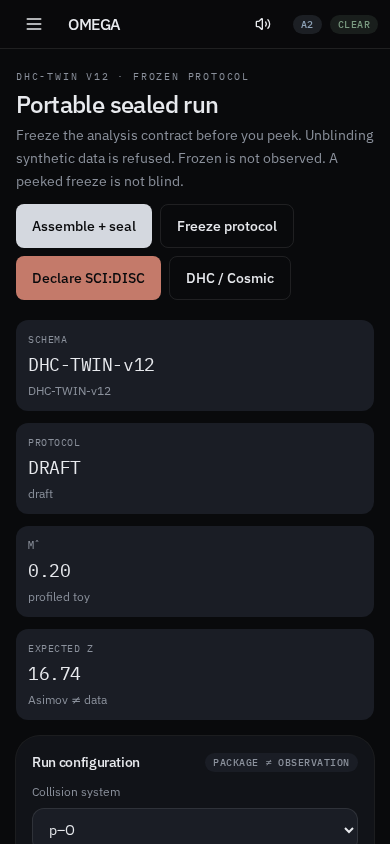 OMEGA
A2
CLEAR
DHC-TWIN V12 · FROZEN PROTOCOL
Portable sealed run
Freeze the analysis contract before you peek. Unblinding
synthetic data is refused. Frozen is not observed. A
peeked freeze is not blind.
Assemble + seal
Freeze protocol
Declare SCI:DISC
DHC / Cosmic
SCHEMA
DHC-TWIN-v12
DHC-TWIN-v12
PROTOCOL
DRAFT
draft
Mˆ
0.20
profiled toy
EXPECTED Z
16.74
Asimov ≠ data
Run configuration
PACKAGE ≠ OBSERVATION
Collision system
p–O